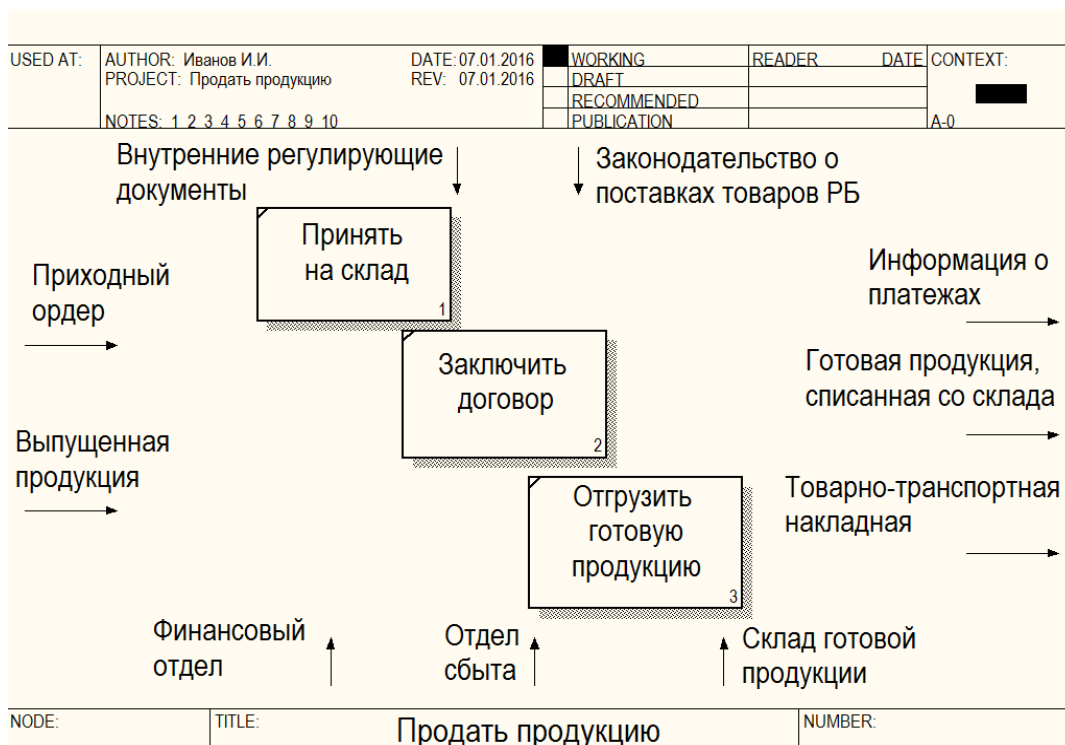 USED AT:
AUTHOR: Иванов И.И.
DATE: 07.01.2016
WORKING
READER
DATE
CONTEXT:
PROJECT: Продать продукцию
REV: 07.01.2016
DRAFT
RECOMMENDED
NOTES: 1 2 3 4 5 6 7 8 9 10
PUBLICATION
A-0
Внутренние регулирующие
документы
Законодательство о
поставках товаров РБ
Принять
на склад
1
Приходный
ордер
Информация о
платежах
Заключить
договор
2
Готовая продукция,
списанная со склада
Выпущенная
продукция
Отгрузить
готовую
продукцию
3
Товарно-транспортная
накладная
Финансовый
отдел
Отдел
сбыта
Склад готовой
продукции
NODE:
TITLE:
Продать продукцию
NUMBER: